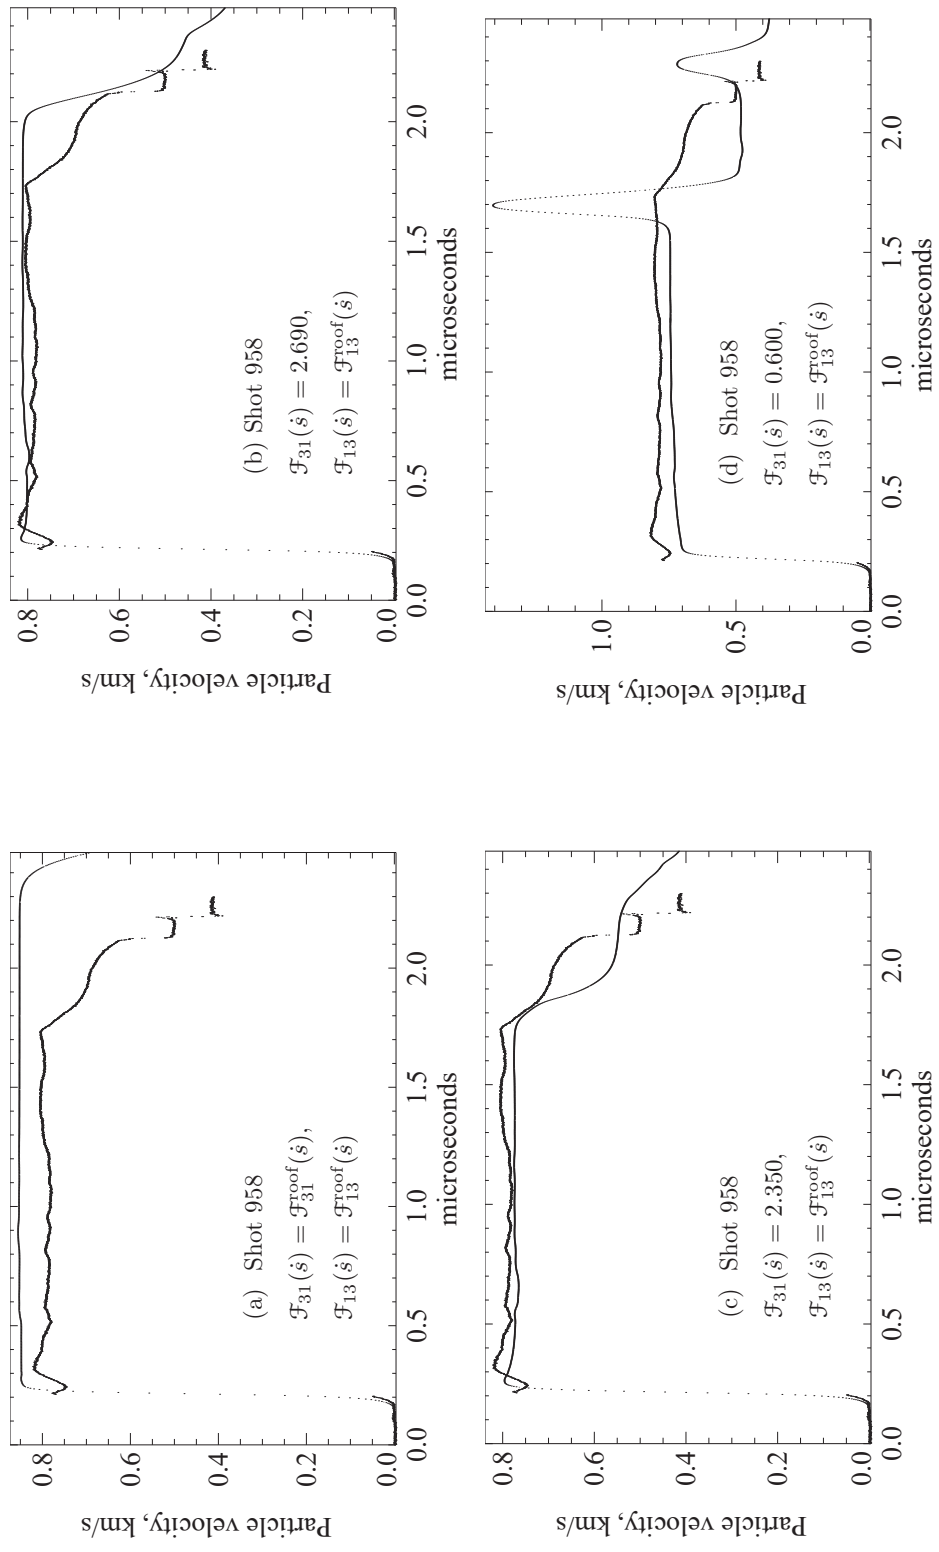 Particle velocity, km/s
0.8
0.6
0.4
0.2
0.0
(a) Shot 958
ℱ₃₁(ṡ) = ℱ₃₁ʳᵒᵒᶠ(ṡ),
ℱ₁₃(ṡ) = ℱ₁₃ʳᵒᵒᶠ(ṡ)
0.0 0.5 1.0 1.5 2.0
microseconds
Particle velocity, km/s
0.8
0.6
0.4
0.2
0.0
(b) Shot 958
ℱ₃₁(ṡ) = 2.690,
ℱ₁₃(ṡ) = ℱ₁₃ʳᵒᵒᶠ(ṡ)
0.0 0.5 1.0 1.5 2.0
microseconds
Particle velocity, km/s
0.8
0.6
0.4
0.2
0.0
(c) Shot 958
ℱ₃₁(ṡ) = 2.350,
ℱ₁₃(ṡ) = ℱ₁₃ʳᵒᵒᶠ(ṡ)
0.0 0.5 1.0 1.5 2.0
microseconds
Particle velocity, km/s
1.0
0.5
0.0
(d) Shot 958
ℱ₃₁(ṡ) = 0.600,
ℱ₁₃(ṡ) = ℱ₁₃ʳᵒᵒᶠ(ṡ)
0.0 0.5 1.0 1.5 2.0
microseconds